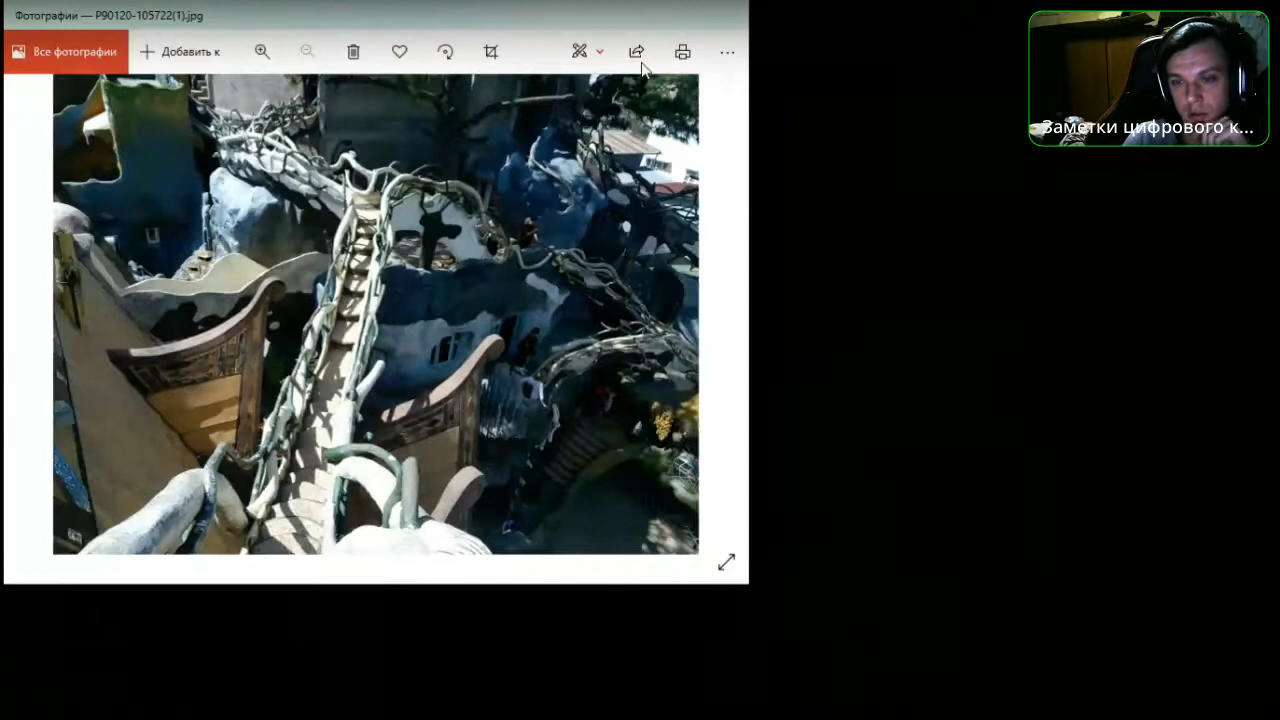 Фотографии — P90120-105722(1).jpg
Все фотографии
Добавить к
Заметки цифрового к...